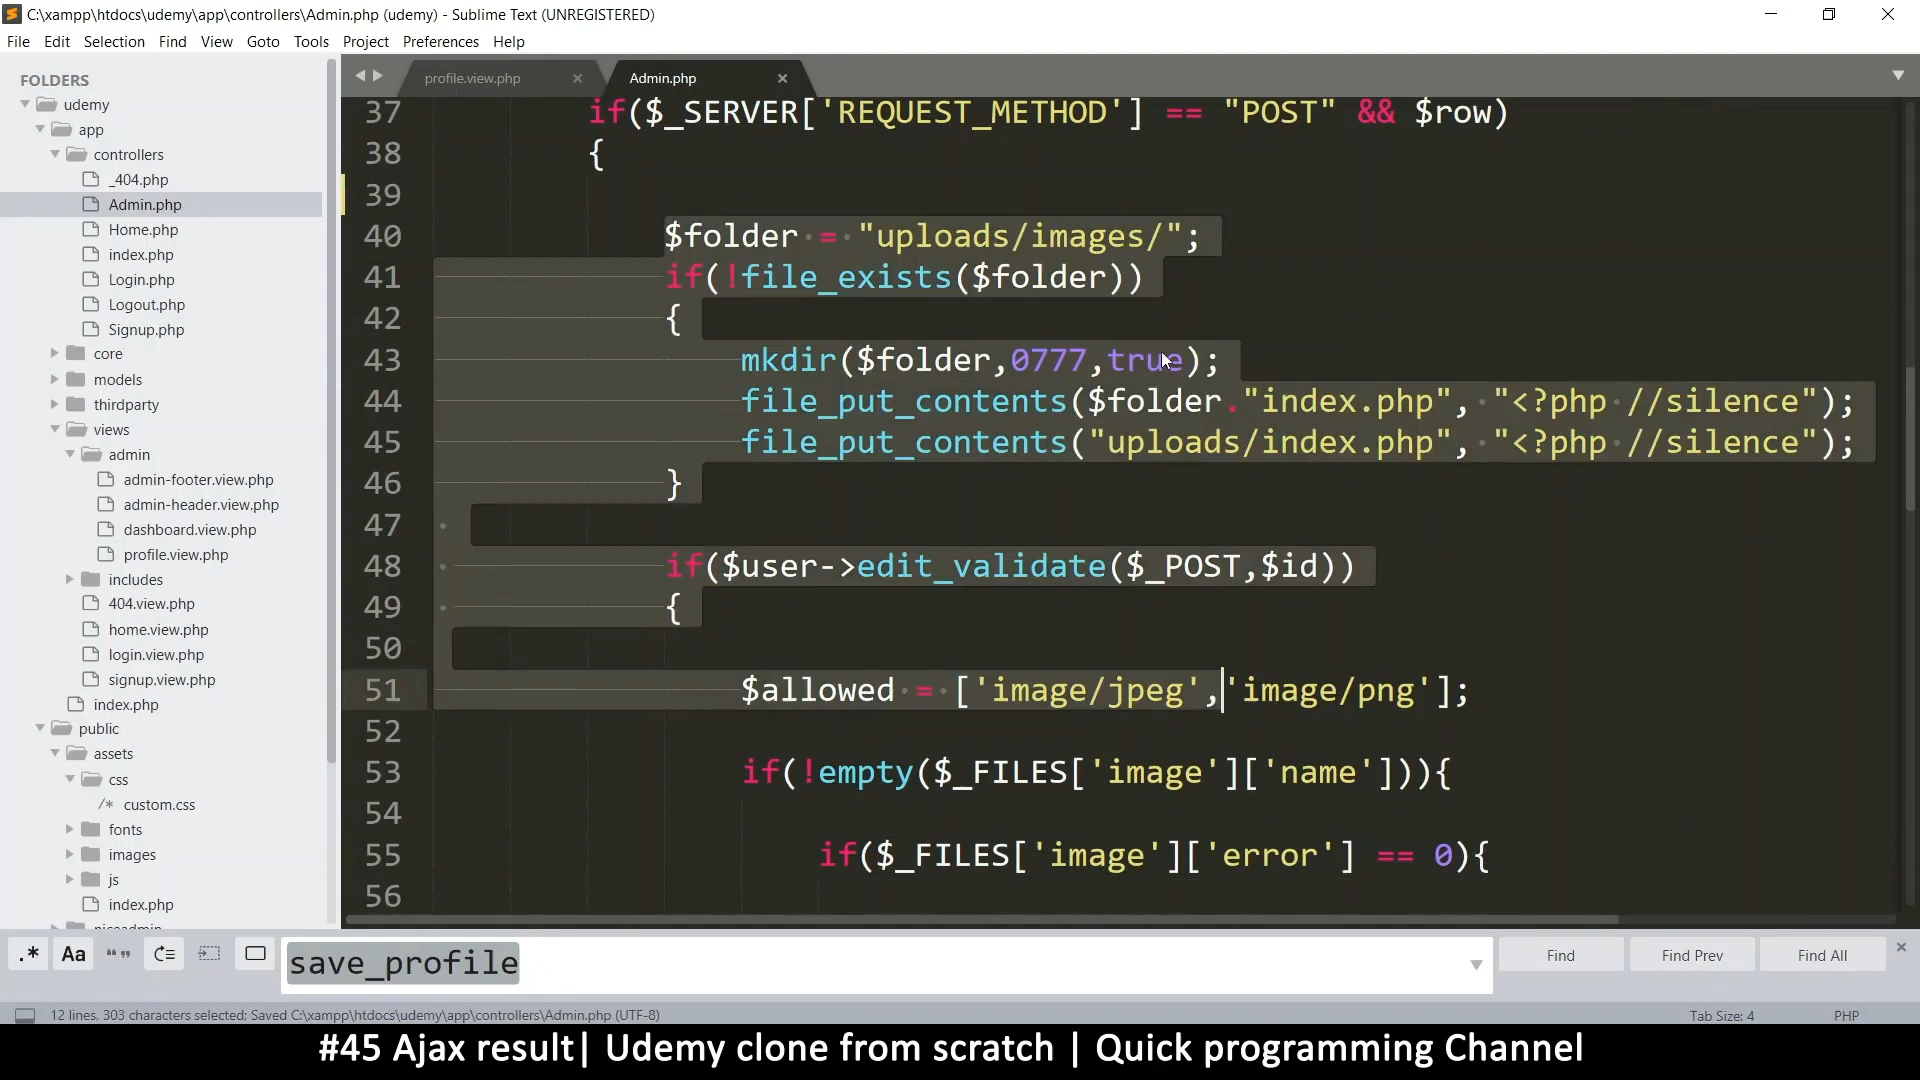 C:\xampp\htdocs\udemy\app\controllers\Admin.php (udemy) - Sublime Text (UNREGISTERED)
File Edit Selection Find View Goto Tools Project Preferences Help
FOLDERS
udemy
app
controllers
_404.php
Admin.php
Home.php
index.php
Login.php
Logout.php
Signup.php
core
models
thirdparty
views
admin
admin-footer.view.php
admin-header.view.php
dashboard.view.php
profile.view.php
includes
404.view.php
home.view.php
login.view.php
signup.view.php
index.php
public
assets
css
/* custom.css
fonts
images
js
index.php
profile.view.php Admin.php
37 if($_SERVER['REQUEST_METHOD'] == "POST" && $row)
38 {
39
40 $folder = "uploads/images/";
41 if(!file_exists($folder))
42 {
43 mkdir($folder,0777,true);
44 file_put_contents($folder."index.php", "<?php //silence");
45 file_put_contents("uploads/index.php", "<?php //silence");
46 }
47
48 if($user->edit_validate($_POST,$id))
49 {
50
51 $allowed = ['image/jpeg','image/png'];
52
53 if(!empty($_FILES['image']['name'])){
54
55 if($_FILES['image']['error'] == 0){
56
.* Aa “” save_profile Find Find Prev Find All
12 lines, 303 characters selected; Saved C:\xampp\htdocs\udemy\app\controllers\Admin.php (UTF-8) Tab Size: 4 PHP
#45 Ajax result| Udemy clone from scratch | Quick programming Channel